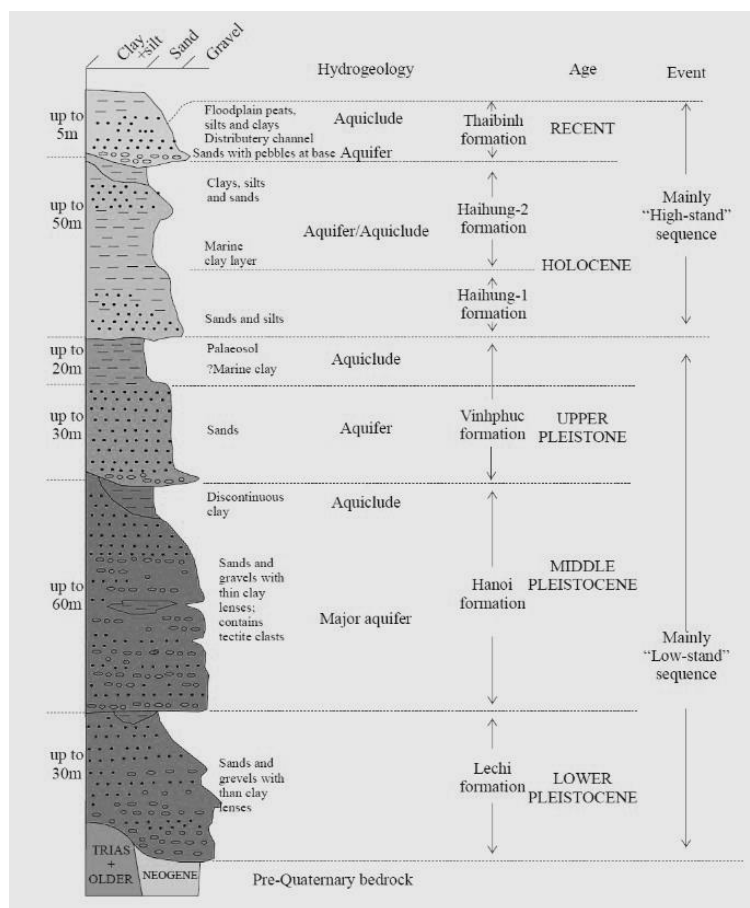 Clay
+silt
Sand
Gravel
Hydrogeology
Age
Event
up to
5m
Floodplain peats,
silts and clays
Distributery channel
Sands with pebbles at base
Aquiclude
Aquifer
Thaibinh
formation
RECENT
up to
50m
Clays, silts
and sands
Marine
clay layer
Sands and silts
Aquifer/Aquiclude
Haihung-2
formation
HOLOCENE
Haihung-1
formation
Mainly
“High-stand”
sequence
up to
20m
Palaeosol
?Marine clay
Aquiclude
up to
30m
Sands
Aquifer
Vinhphuc
formation
UPPER
PLEISTONE
Discontinuous
clay
Aquiclude
up to
60m
Sands and
gravels with
thin clay
lenses;
contains
tectite clasts
Major aquifer
Hanoi
formation
MIDDLE
PLEISTOCENE
Mainly
“Low-stand”
sequence
up to
30m
Sands and
grevels with
than clay
lenses
Lechi
formation
LOWER
PLEISTOCENE
TRIAS
+
OLDER
NEOGENE
Pre-Quaternary bedrock